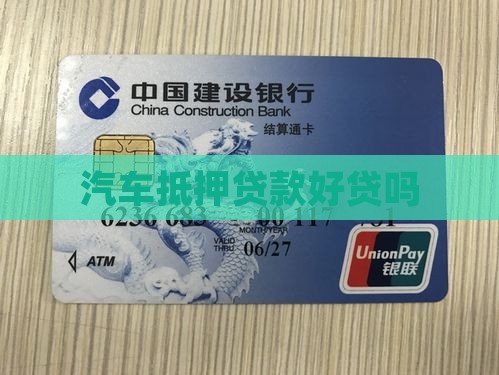 中国建设银行
China Construction Bank
结算通卡
汽车抵押贷款好贷吗
MONTH/YEAR
VALID
THRU
06/27
ATM
UnionPay
银联